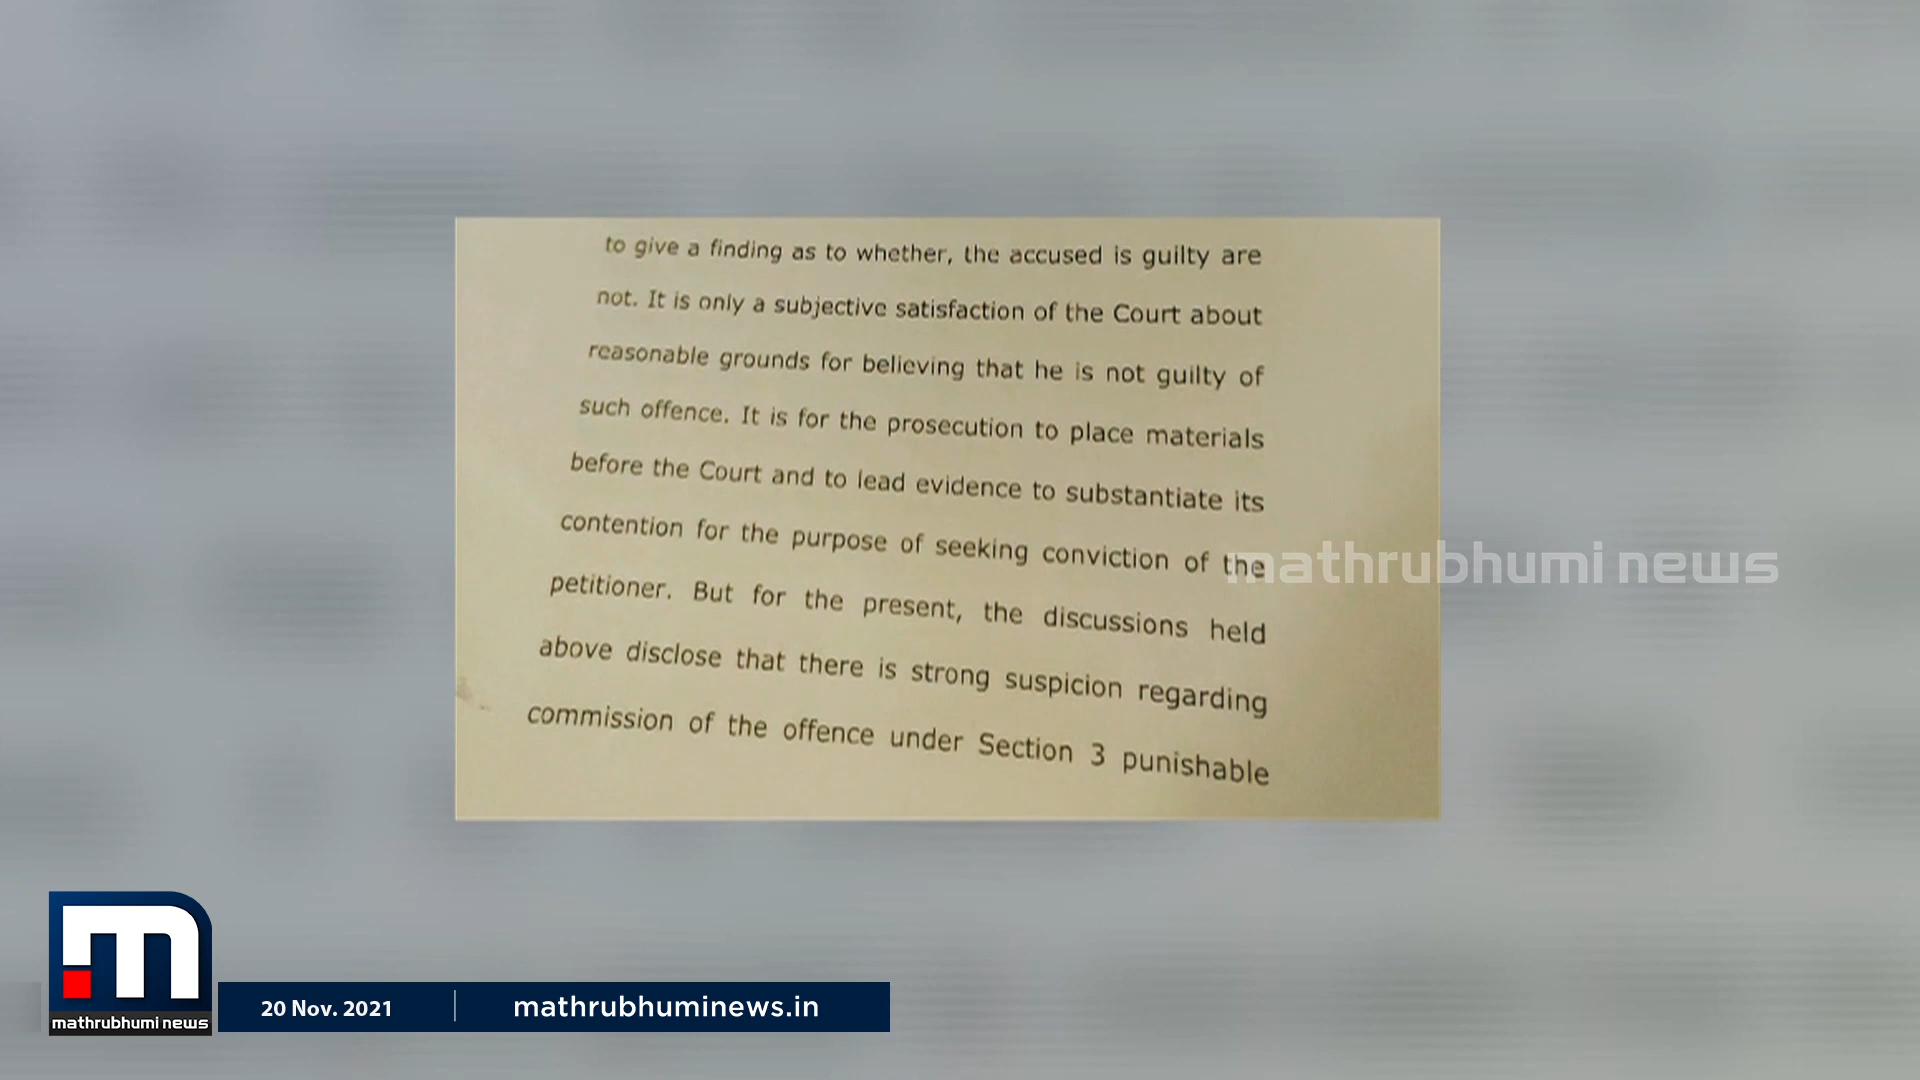 to give a finding as to whether, the accused is guilty are
not. It is only a subjective satisfaction of the Court about
reasonable grounds for believing that he is not guilty of
such offence. It is for the prosecution to place materials
before the Court and to lead evidence to substantiate its
contention for the purpose of seeking conviction of the
mathrubhumi news
petitioner. But for the present, the discussions held
above disclose that there is strong suspicion regarding
commission of the offence under Section 3 punishable
mathrubhumi news
20 Nov. 2021
mathrubhuminews.in